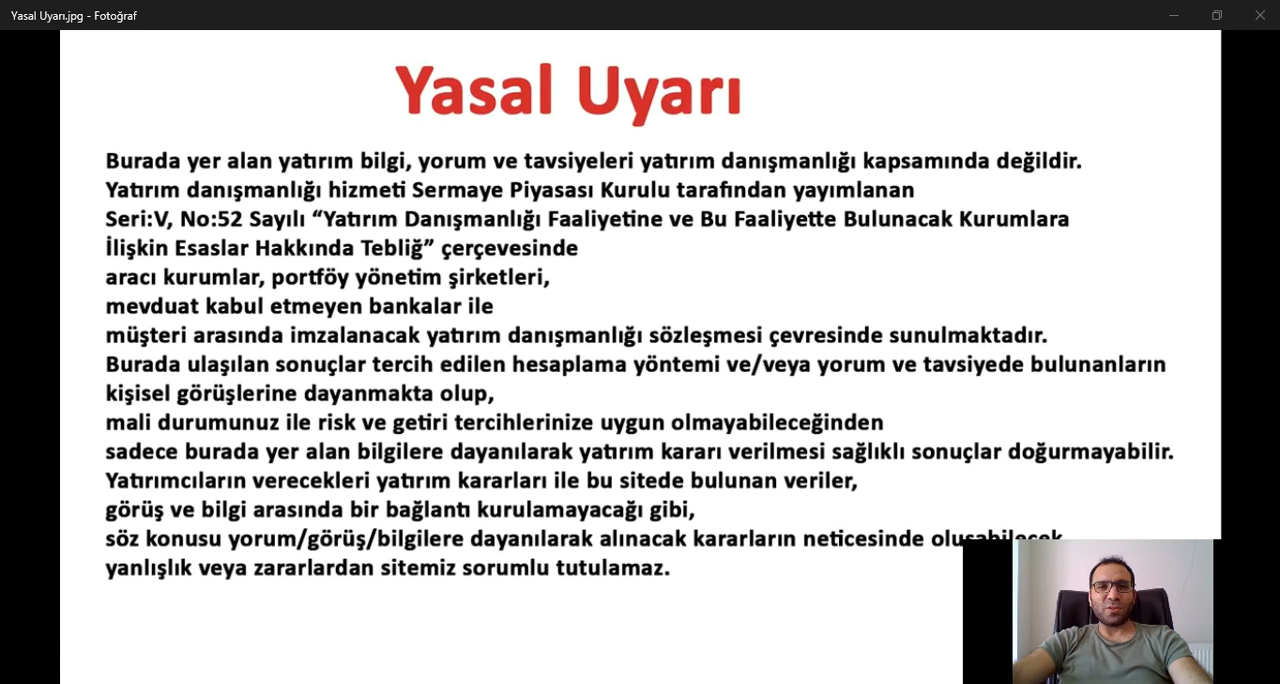 Yasal Uyarı.jpg - Fotoğraf
Yasal Uyarı
Burada yer alan yatırım bilgi, yorum ve tavsiyeleri yatırım danışmanlığı kapsamında değildir.
Yatırım danışmanlığı hizmeti Sermaye Piyasası Kurulu tarafından yayımlanan
Seri:V, No:52 Sayılı “Yatırım Danışmanlığı Faaliyetine ve Bu Faaliyette Bulunacak Kurumlara
İlişkin Esaslar Hakkında Tebliğ” çerçevesinde
aracı kurumlar, portföy yönetim şirketleri,
mevduat kabul etmeyen bankalar ile
müşteri arasında imzalanacak yatırım danışmanlığı sözleşmesi çevresinde sunulmaktadır.
Burada ulaşılan sonuçlar tercih edilen hesaplama yöntemi ve/veya yorum ve tavsiyede bulunanların
kişisel görüşlerine dayanmakta olup,
mali durumunuz ile risk ve getiri tercihlerinize uygun olmayabileceğinden
sadece burada yer alan bilgilere dayanılarak yatırım kararı verilmesi sağlıklı sonuçlar doğurmayabilir.
Yatırımcıların verecekleri yatırım kararları ile bu sitede bulunan veriler,
görüş ve bilgi arasında bir bağlantı kurulamayacağı gibi,
söz konusu yorum/görüş/bilgilere dayanılarak alınacak kararların neticesinde oluşabilecek
yanlışlık veya zararlardan sitemiz sorumlu tutulamaz.